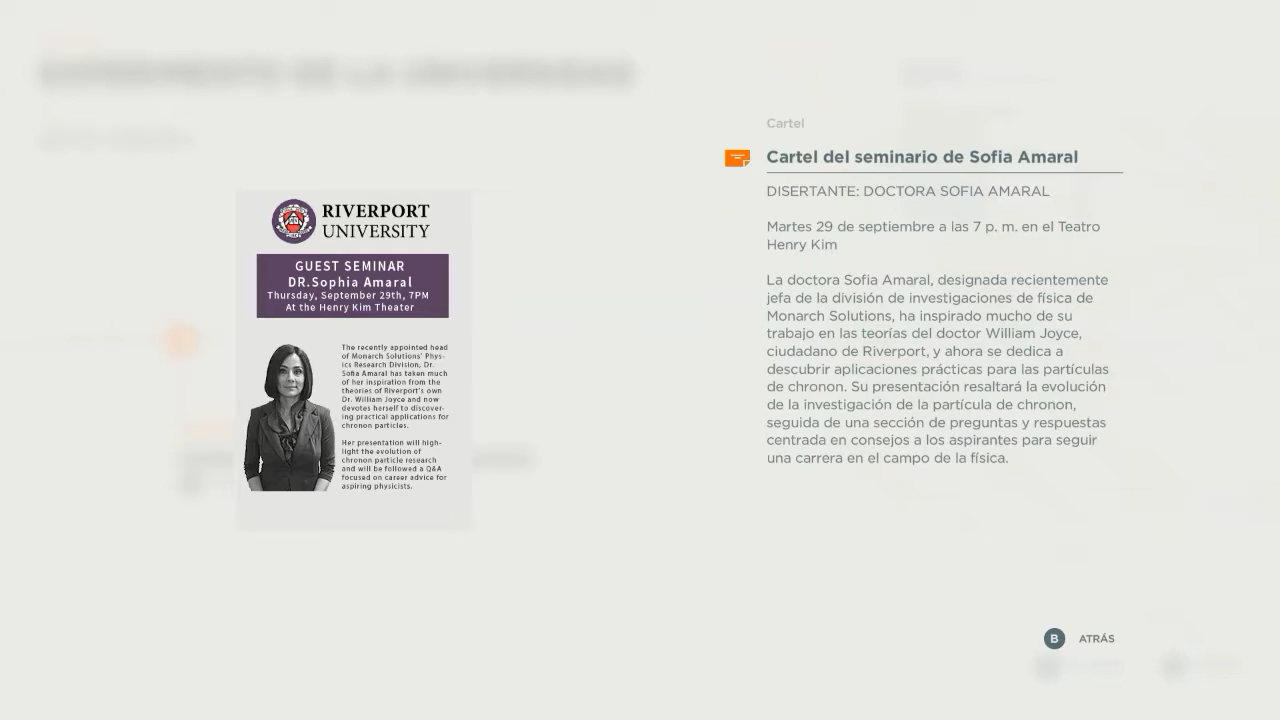 RIVERPORT
UNIVERSITY
GUEST SEMINAR
DR.Sophia Amaral
Thursday, September 29th, 7PM
At the Henry Kim Theater
The recently appointed head
of Monarch Solutions' Phys-
ics Research Division, Dr.
Sofia Amaral has taken much
of her inspiration from the
theories of Riverport's own
Dr. William Joyce and now
devotes herself to discover-
ing practical applications for
chronon particles.
Her presentation will high-
light the evolution of
chronon particle research
and will be followed a Q&A
focused on career advice for
aspiring physicists.
Cartel
Cartel del seminario de Sofia Amaral
DISERTANTE: DOCTORA SOFIA AMARAL
Martes 29 de septiembre a las 7 p. m. en el Teatro
Henry Kim
La doctora Sofia Amaral, designada recientemente
jefa de la división de investigaciones de física de
Monarch Solutions, ha inspirado mucho de su
trabajo en las teorías del doctor William Joyce,
ciudadano de Riverport, y ahora se dedica a
descubrir aplicaciones prácticas para las partículas
de chronon. Su presentación resaltará la evolución
de la investigación de la partícula de chronon,
seguida de una sección de preguntas y respuestas
centrada en consejos a los aspirantes para seguir
una carrera en el campo de la física.
B ATRÁS